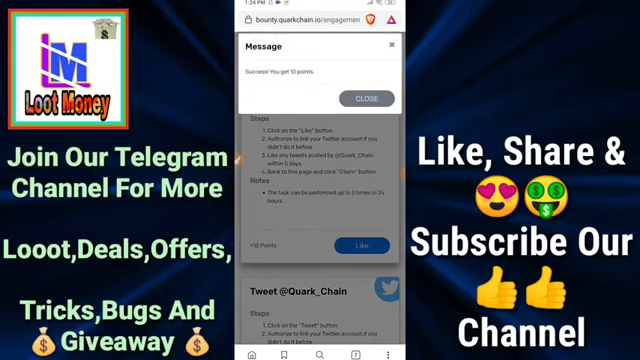 LM
Loot Money
Join Our Telegram
Channel For More
Looot,Deals,Offers,
Tricks,Bugs And
Giveaway
1:24 PM
bounty.quarkchain.io/engagemen
Message
×
Success! You get 10 points.
CLOSE
Steps
1. Click on the "Like" button.
2. Authorize to link your Twitter account if you
didn't do it before
3. Like any tweets posted by @Quark_Chain
within 5 days.
4. Back to this page and click "Claim" button
Notes
• The task can be performed up to 3 times in 24
hours.
+10 Points
Like
Tweet @Quark_Chain
Steps
1. Click on the "Tweet" button.
2. Authorize to link your Twitter account if you
didn't do it before.
7
Like, Share &
Subscribe Our
Channel